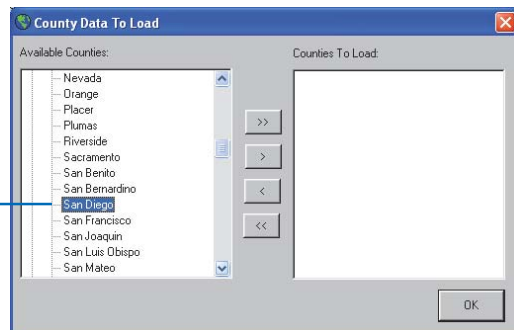 County Data To Load
Available Counties:
Nevada
Orange
Placer
Plumas
Riverside
Sacramento
San Benito
San Bernardino
San Diego
San Francisco
San Joaquin
San Luis Obispo
San Mateo
>>
>
<
<<
Counties To Load:
OK